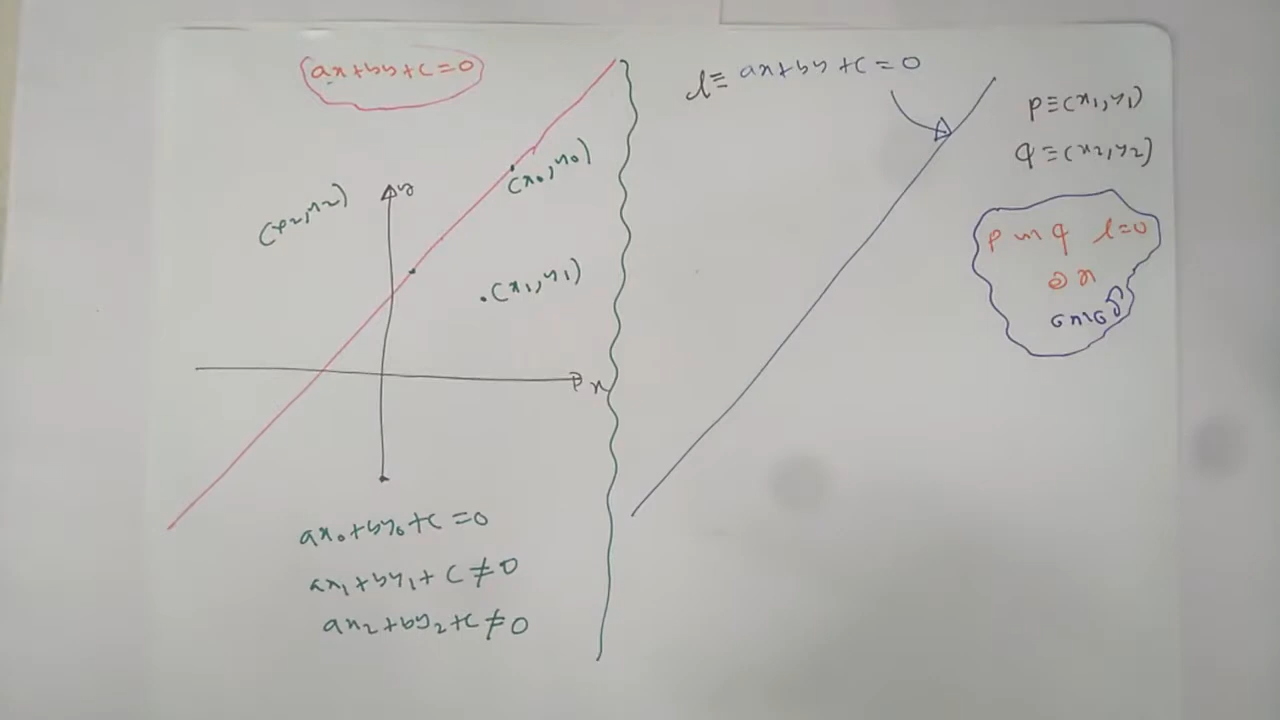 ax+by+c=0
y
(x₀,y₀)
(x₂,y₂)
.(x₁,y₁)
x
ax₀+by₀+c=0
ax₁+by₁+c≠0
ax₂+by₂+c≠0
l≡ ax+by+c=0
P≡(x₁,y₁)
Q≡(x₂,y₂)
l=0